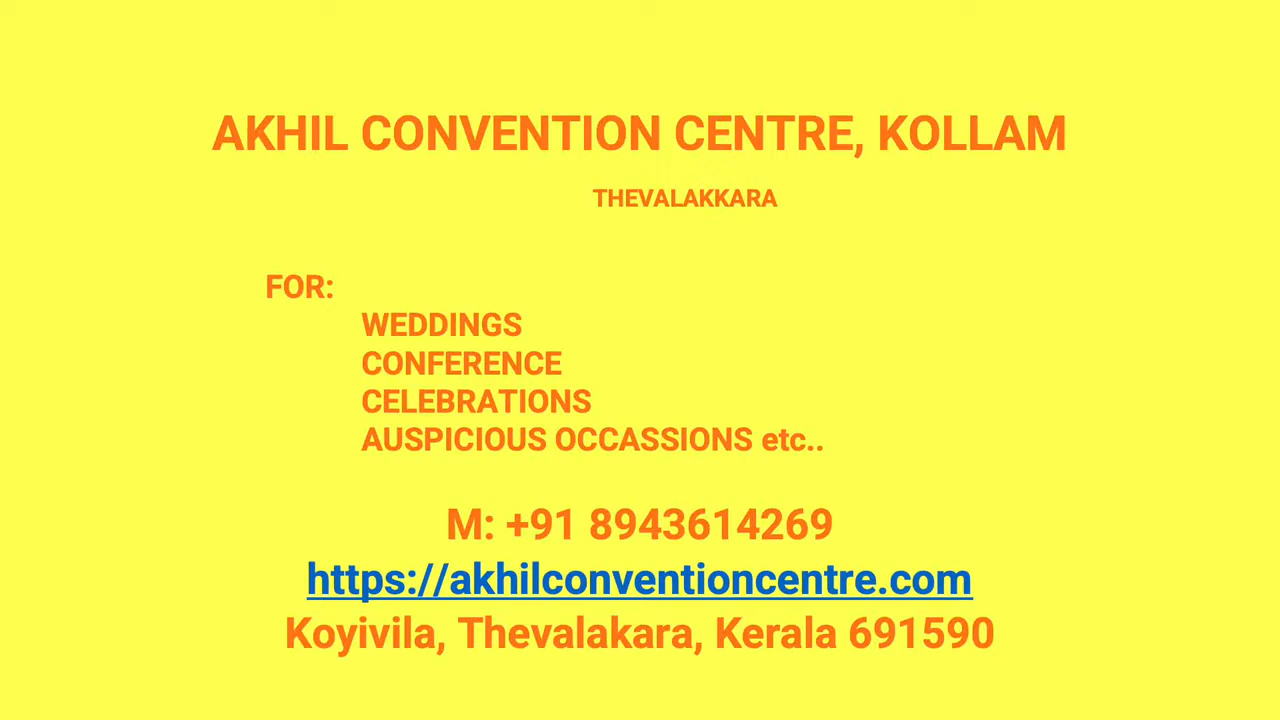 AKHIL CONVENTION CENTRE, KOLLAM
THEVALAKKARA
FOR:
WEDDINGS
CONFERENCE
CELEBRATIONS
AUSPICIOUS OCCASSIONS etc..
M: +91 8943614269
https://akhilconventioncentre.com
Koyivila, Thevalakara, Kerala 691590